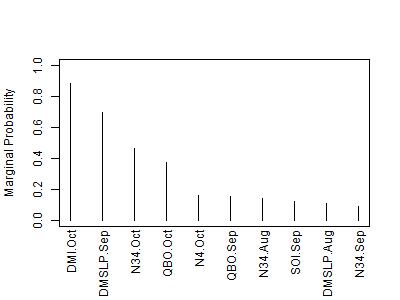 Marginal Probability
1.0
0.8
0.6
0.4
0.2
0.0
DMI.Oct
DMSLP.Sep
N34.Oct
QBO.Oct
N4.Oct
QBO.Sep
N34.Aug
SOI.Sep
DMSLP.Aug
N34.Sep